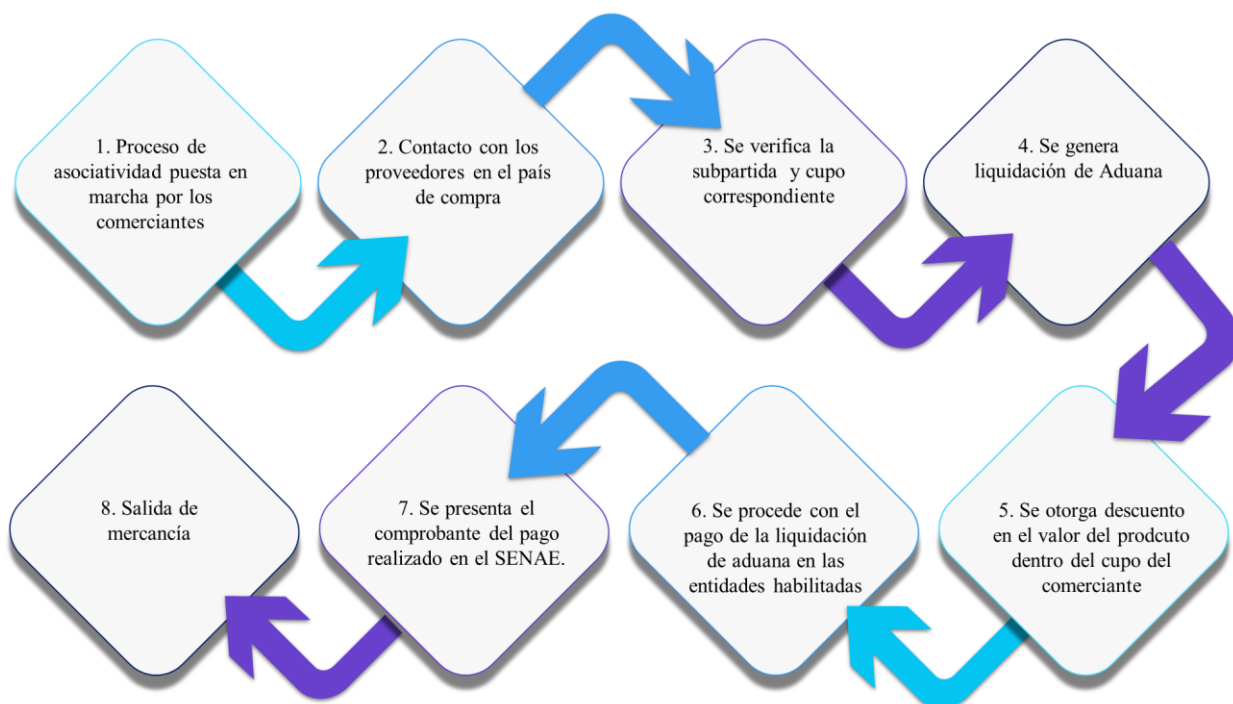 1. Proceso de
asociatividad puesta en
marcha por los
comerciantes
2. Contacto con los
proveedores en el país
de compra
3. Se verifica la
subpartida y cupo
correspondiente
4. Se genera
liquidación de Aduana
5. Se otorga descuento
en el valor del prodcuto
dentro del cupo del
comerciante
6. Se procede con el
pago de la liquidación
de aduana en las
entidades habilitadas
7. Se presenta el
comprobante del pago
realizado en el SENAE.
8. Salida de
mercancía